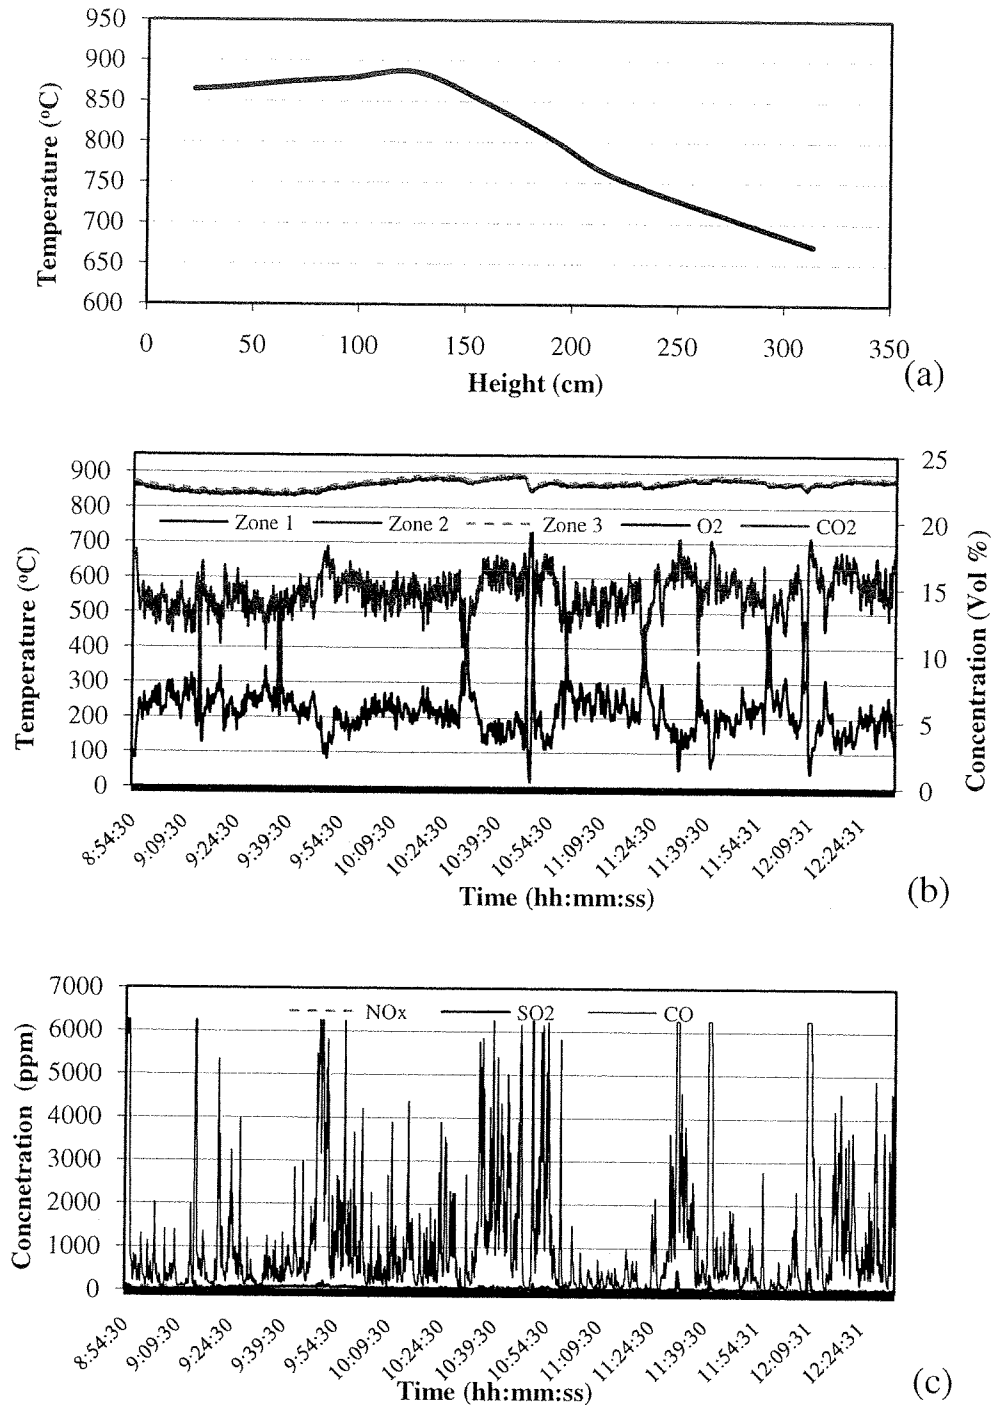 950
900
850
800
750
700
650
600
Temperature (°C)
0 50 100 150 200 250 300 350
Height (cm)
(a)
900
800
700
600
500
400
300
200
100
0
Temperature (°C)
Zone 1 Zone 2 Zone 3 O2 CO2
25
20
15
10
5
0
Concentration (Vol %)
8:54:30 9:09:30 9:24:30 9:39:30 9:54:30 10:09:30 10:24:30 10:39:30 10:54:30 11:09:30 11:24:30 11:39:30 11:54:31 12:09:31 12:24:31
Time (hh:mm:ss)
(b)
7000
6000
5000
4000
3000
2000
1000
0
Concnetration (ppm)
NOx SO2 CO
8:54:30 9:09:30 9:24:30 9:39:30 9:54:30 10:09:30 10:24:30 10:39:30 10:54:30 11:09:30 11:24:30 11:39:30 11:54:31 12:09:31 12:24:31
Time (hh:mm:ss)
(c)